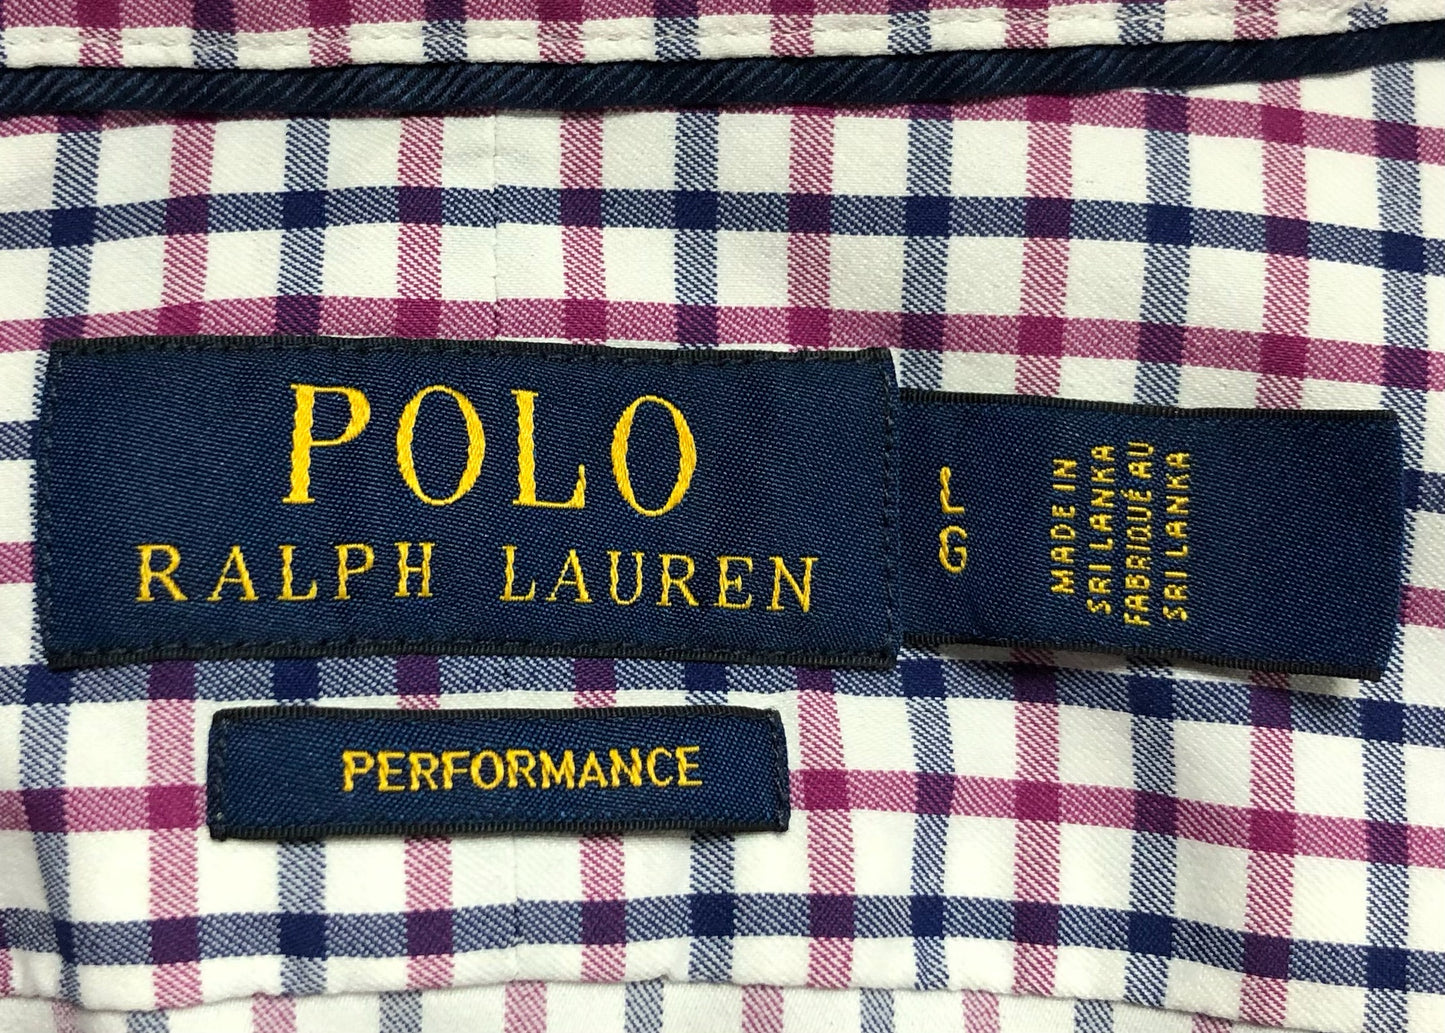 POLO
RALPH LAUREN
L
G
MADE IN
SRI LANKA
FABRIQUÉ AU
SRI LANKA
PERFORMANCE